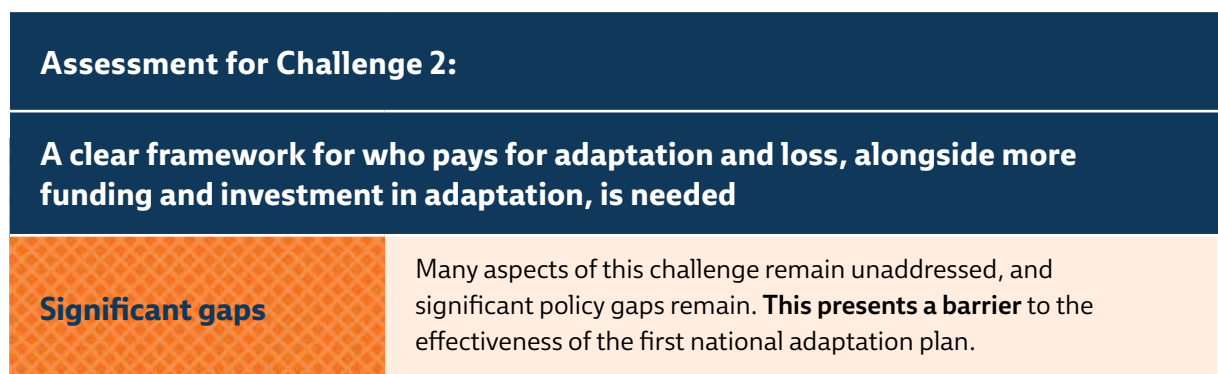 Assessment for Challenge 2:
A clear framework for who pays for adaptation and loss, alongside more
funding and investment in adaptation, is needed
Significant gaps
Many aspects of this challenge remain unaddressed, and
significant policy gaps remain. This presents a barrier to the
effectiveness of the first national adaptation plan.